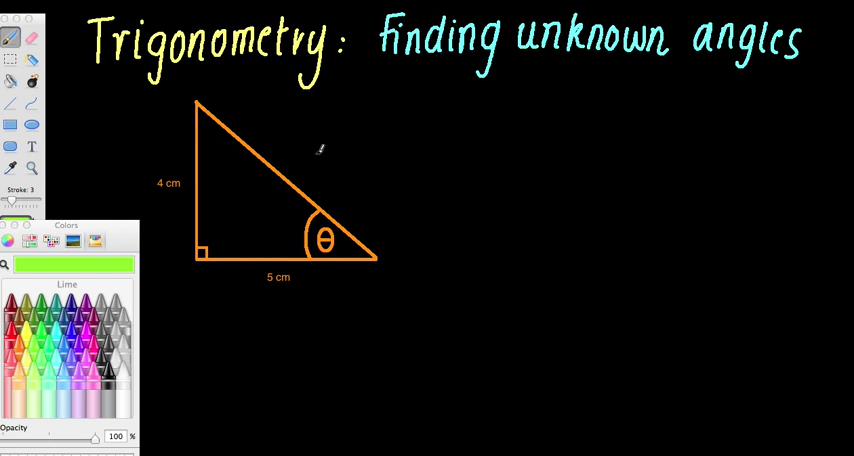 Trigonometry: Finding unknown angles
4 cm
θ
5 cm
T
Stroke: 3
Colors
Lime
Opacity
100 %